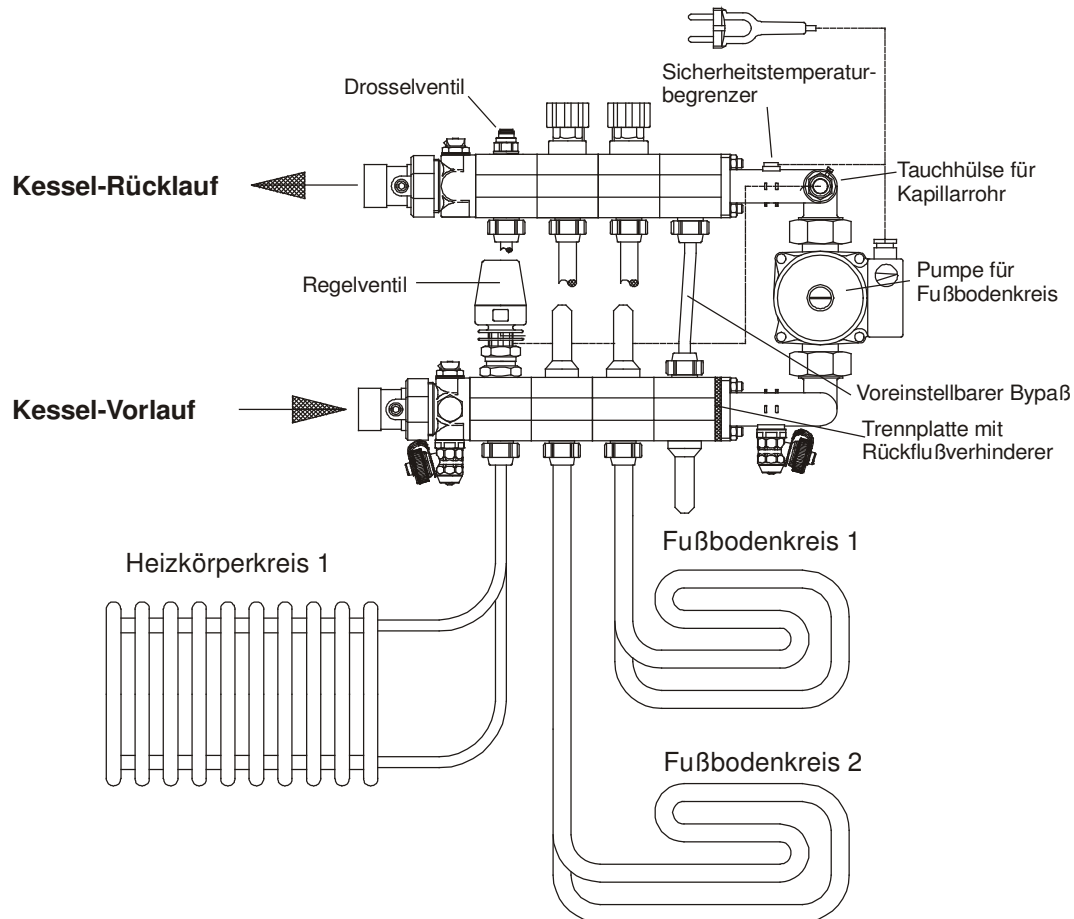 Sicherheitstemperatur-
begrenzer
Drosselventil
Kessel-Rücklauf
Tauchhülse für
Kapillarrohr
Regelventil
Pumpe für
Fußbodenkreis
Kessel-Vorlauf
Voreinstellbarer Bypaß
Trennplatte mit
Rückflußverhinderer
Heizkörperkreis 1
Fußbodenkreis 1
Fußbodenkreis 2